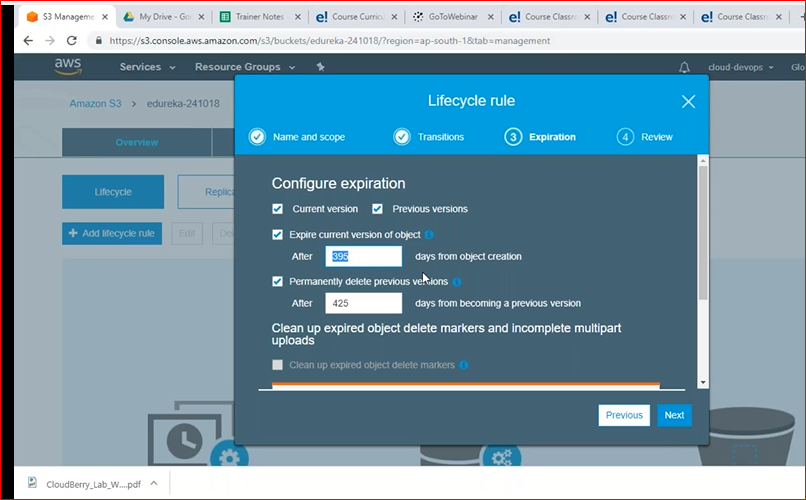 S3 Manageme
My Drive - Go
Trainer Notes
Course Curricu
GoToWebinar
Course Classr
Course Classr
Course Classr
https://s3.console.aws.amazon.com/s3/buckets/edureka-241018/?region=ap-south-1&tab=management
aws
Services
Resource Groups
cloud-devops
Glo
Amazon S3 > edureka-241018
Overview
Lifecycle
Replica
+ Add lifecycle rule
Edit
De
Lifecycle rule
Name and scope
Transitions
3 Expiration
4 Review
Configure expiration
Current version
Previous versions
Expire current version of object
After 395 days from object creation
Permanently delete previous versions
After 425 days from becoming a previous version
Clean up expired object delete markers and incomplete multipart
uploads
Clean up expired object delete markers
Previous
Next
CloudBerry_Lab_W....pdf